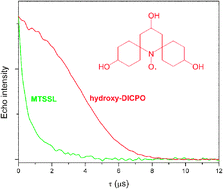 OH
HO
N
O•
OH
MTSSL
hydroxy-DICPO
Echo intensity
0 2 4 6 8 10 12
τ (μs)